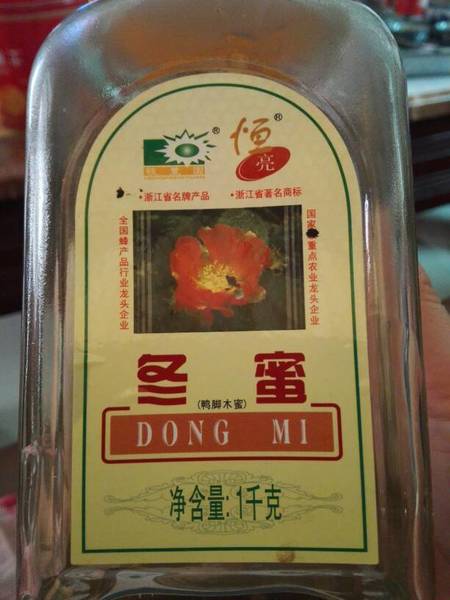 ®
恒®
亮
·浙江省名牌产品
·浙江省著名商标
全国蜂产品行业龙头企业
国家
重点农业龙头企业
冬蜜
(鸭脚木蜜)
DONG MI
净含量:1千克